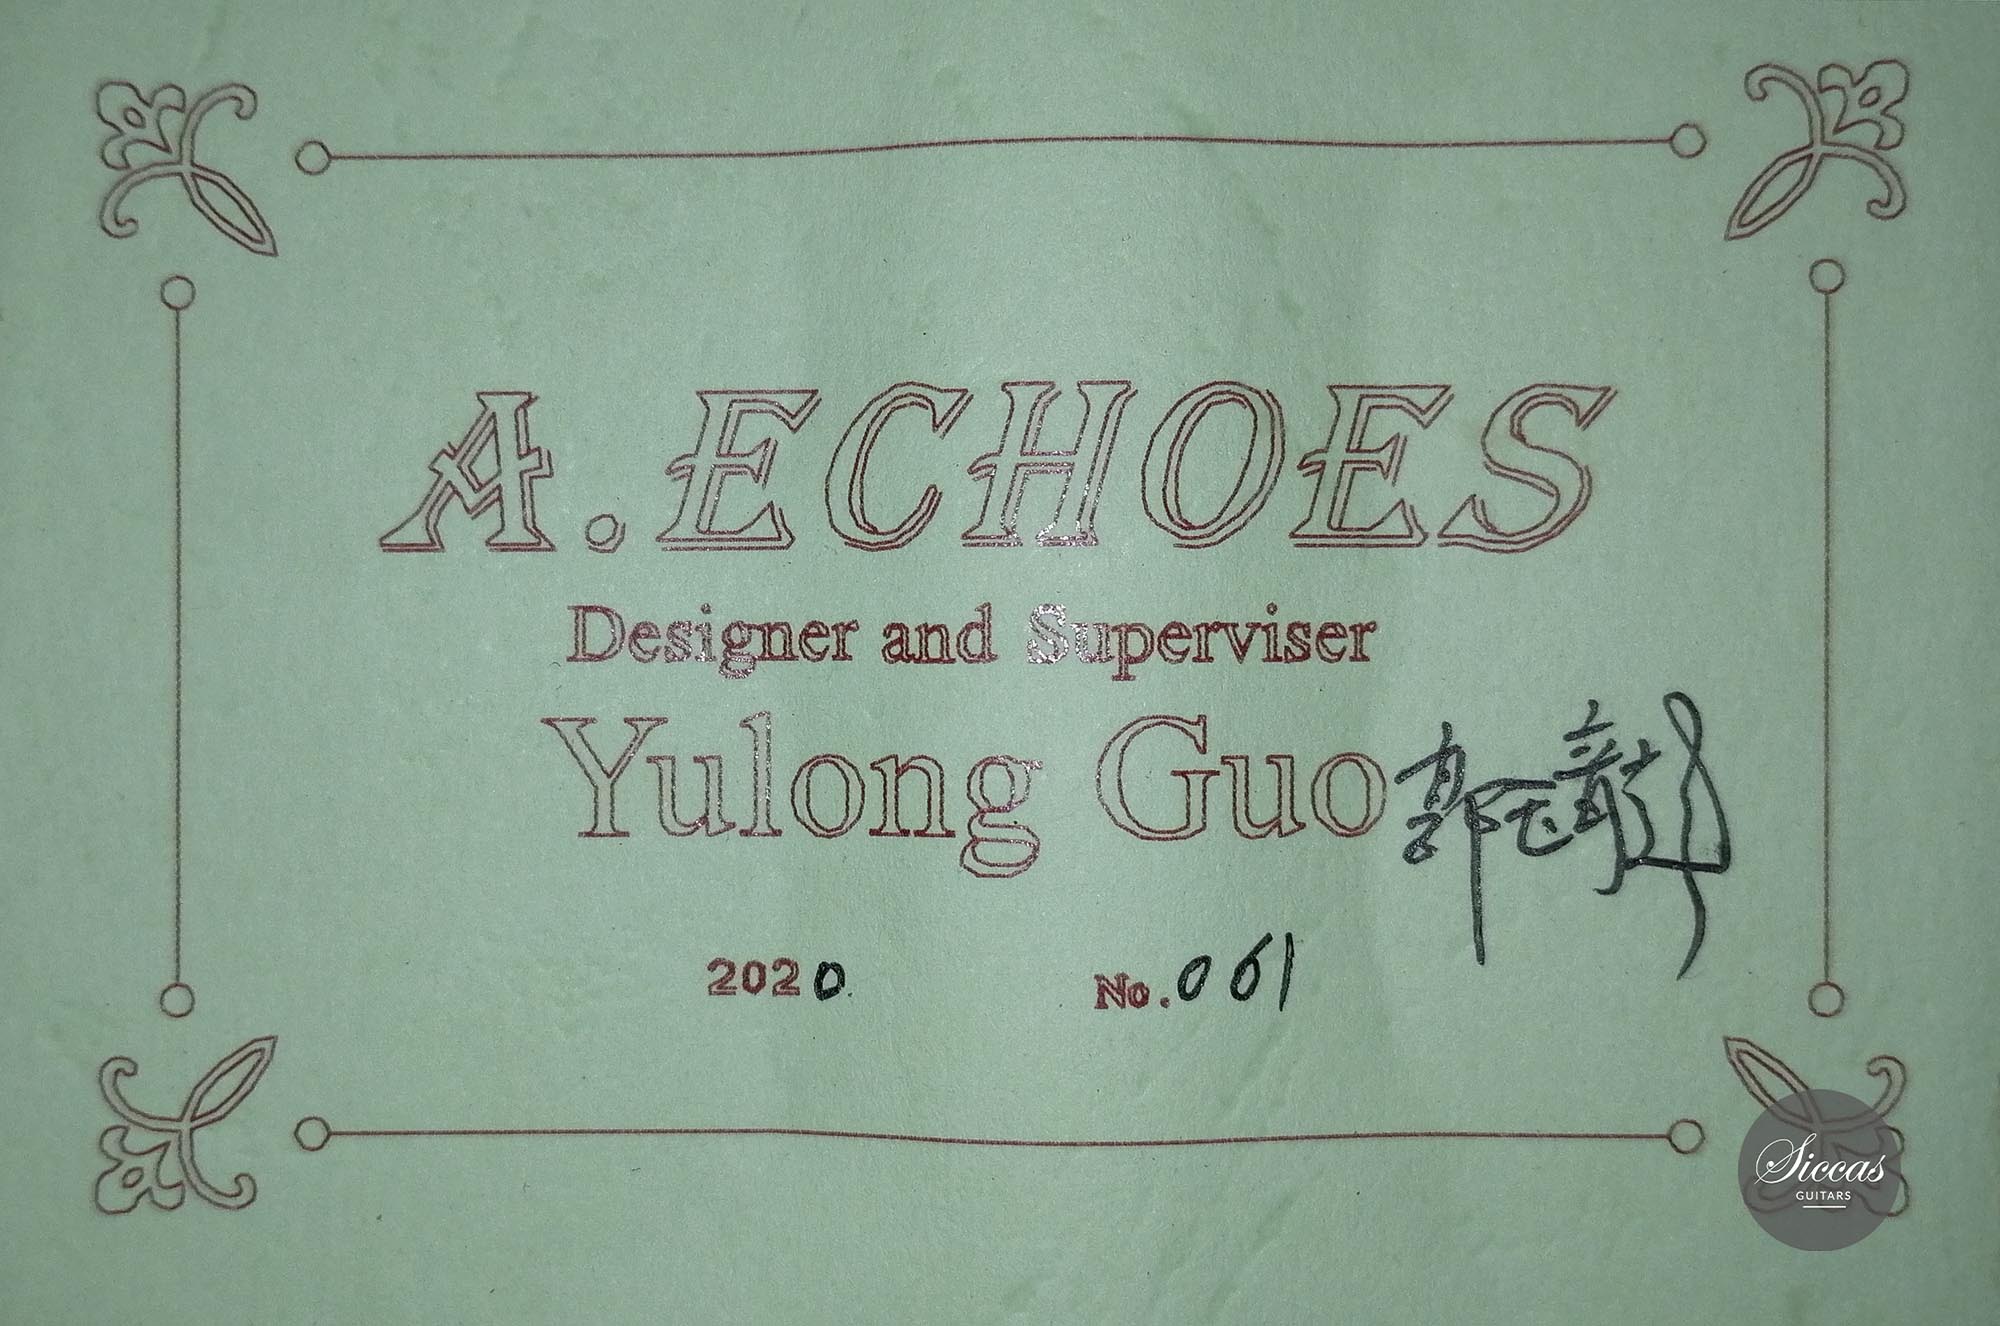 A.ECHOES
Designer and Superviser
Yulong Guo 郭玉龍
2020 No.061
Siccas
GUITARS